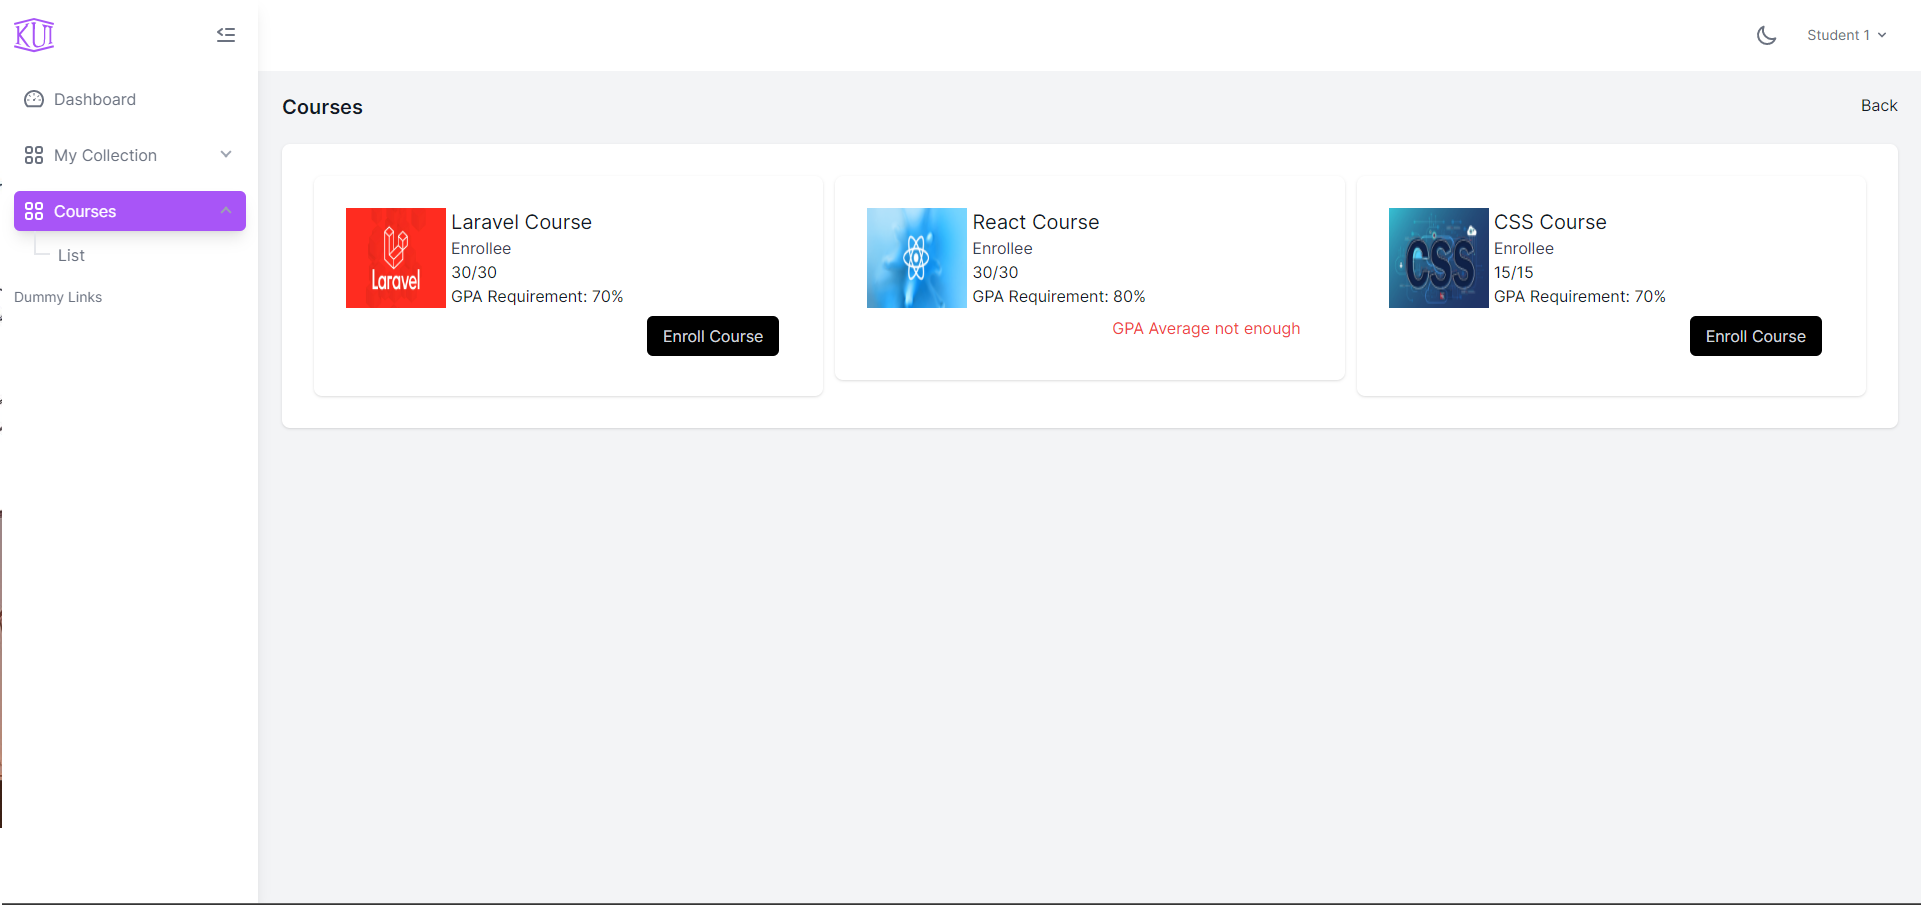 KUI
Student 1
Dashboard
My Collection
Courses
List
Dummy Links
Courses
Back
Laravel
Laravel Course
Enrollee
30/30
GPA Requirement: 70%
Enroll Course
React Course
Enrollee
30/30
GPA Requirement: 80%
GPA Average not enough
CSS
CSS Course
Enrollee
15/15
GPA Requirement: 70%
Enroll Course